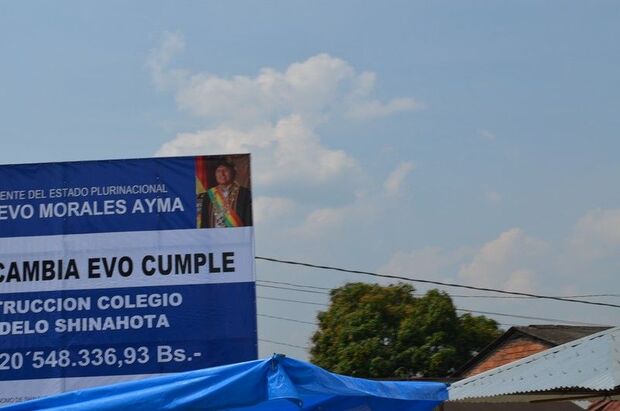 ENTE DEL ESTADO PLURINACIONAL
EVO MORALES AYMA
CAMBIA EVO CUMPLE
TRUCCION COLEGIO
DELO SHINAHOTA
20´548.336,93 Bs.-